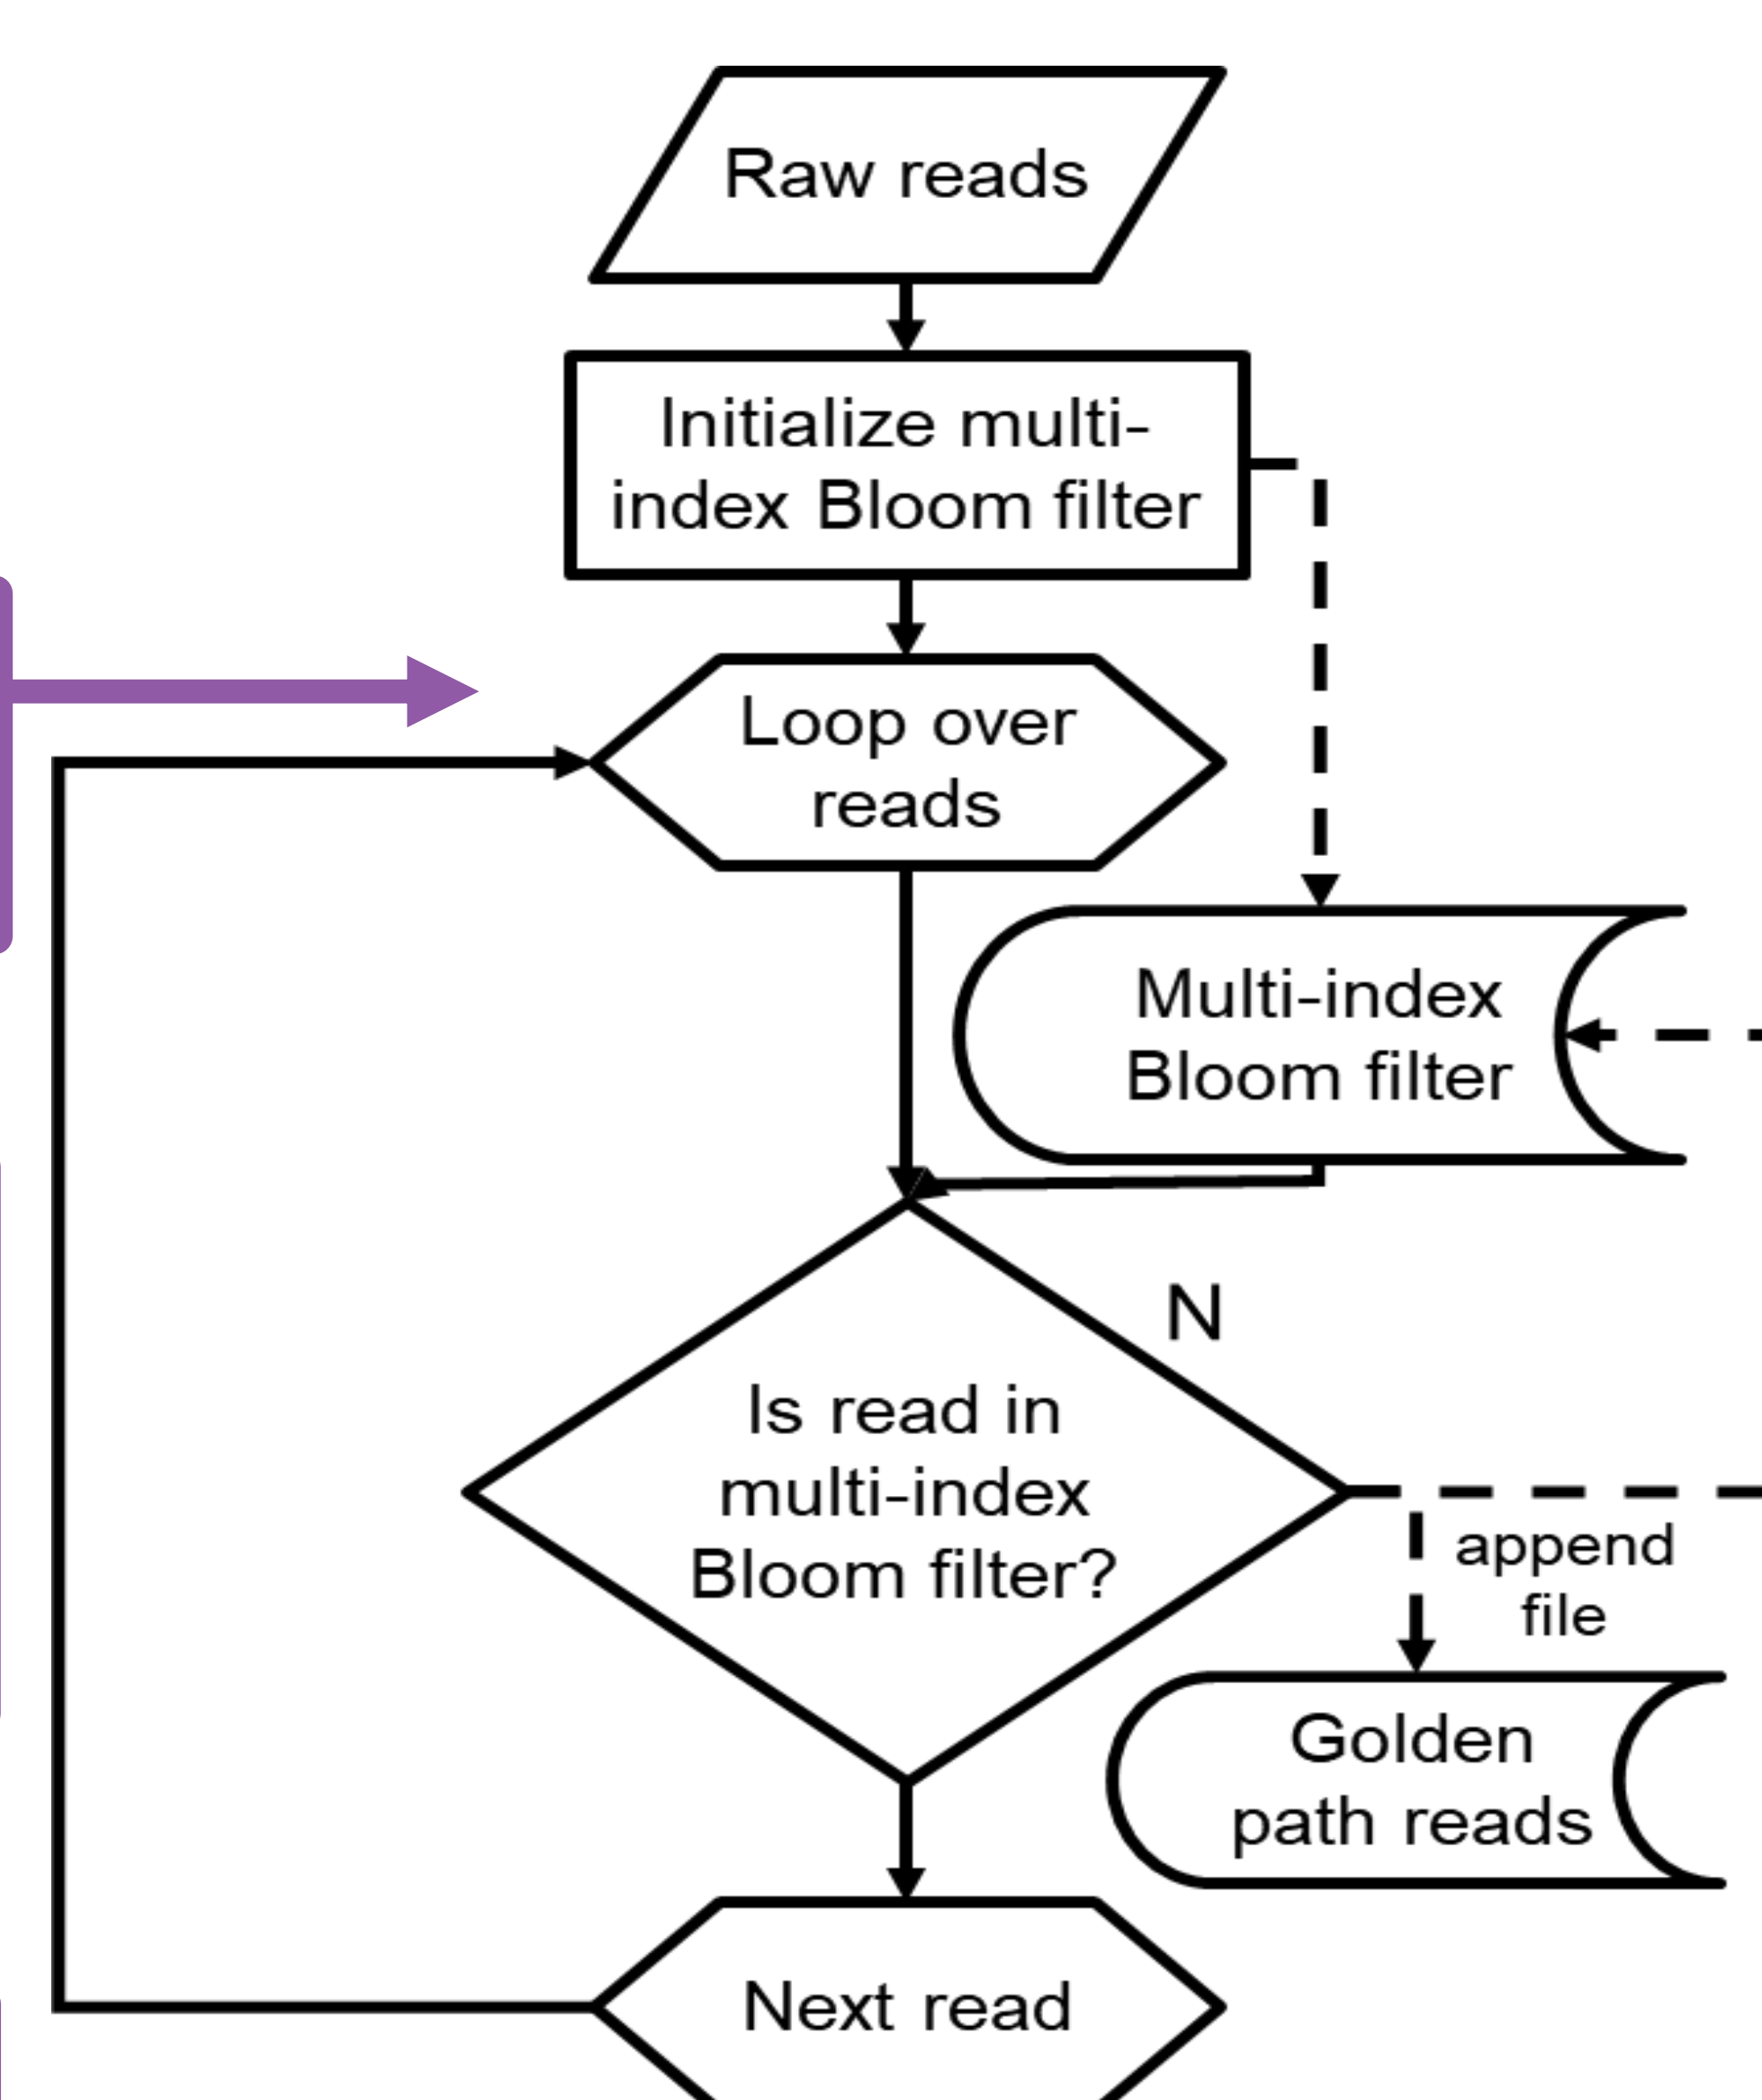 Raw reads
Initialize multi-
index Bloom filter
Loop over
reads
Multi-index
Bloom filter
N
Is read in
multi-index
Bloom filter?
append
file
Golden
path reads
Next read